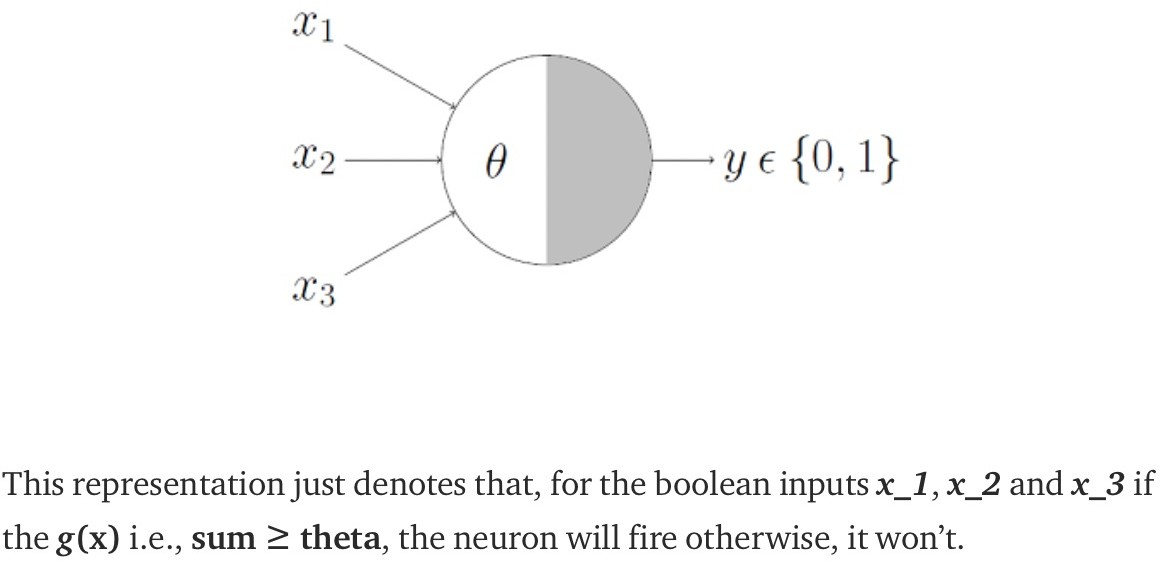 x1
x2
θ
y ϵ {0, 1}
x3
This representation just denotes that, for the boolean inputs x_1, x_2 and x_3 if
the g(x) i.e., sum ≥ theta, the neuron will fire otherwise, it won’t.